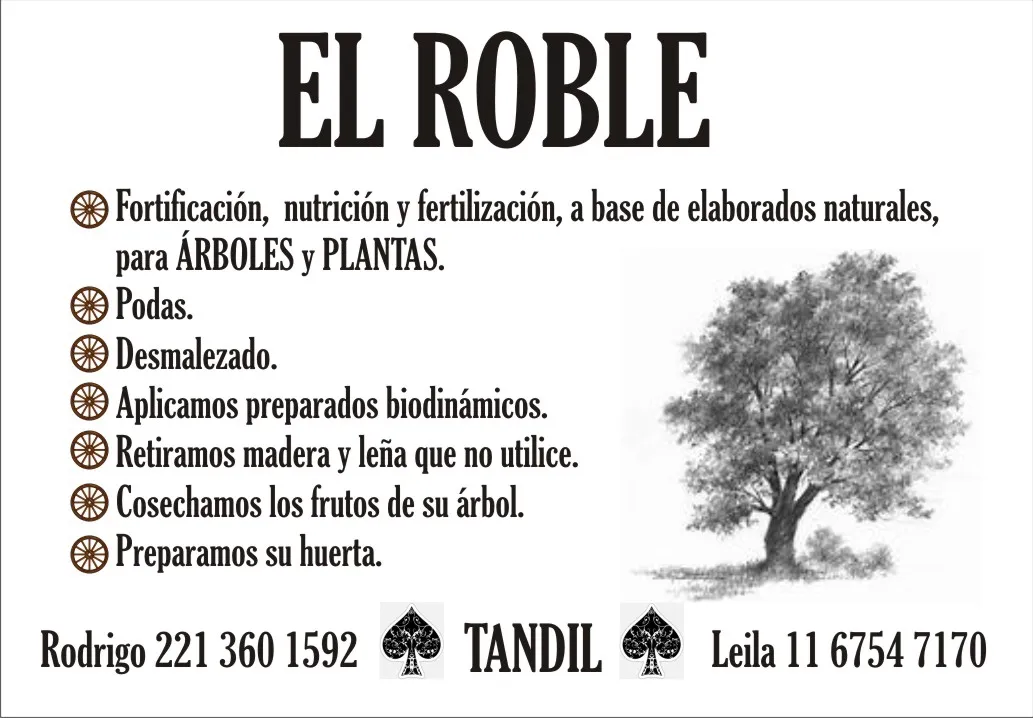 EL ROBLE
Fortificación, nutrición y fertilización, a base de elaborados naturales,
para ÁRBOLES y PLANTAS.
Podas.
Desmalezado.
Aplicamos preparados biodinámicos.
Retiramos madera y leña que no utilice.
Cosechamos los frutos de su árbol.
Preparamos su huerta.
Rodrigo 221 360 1592 TANDIL Leila 11 6754 7170